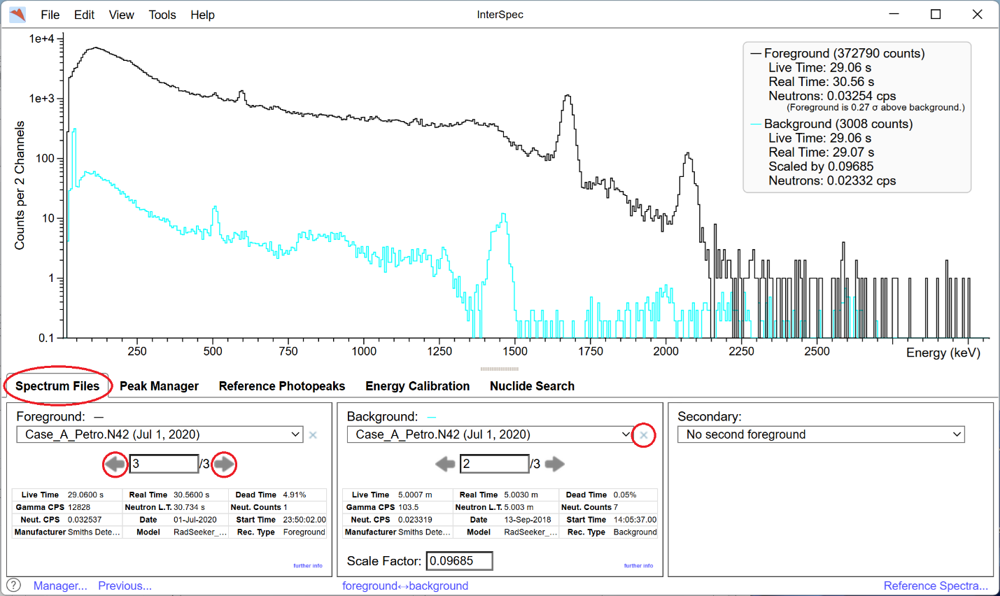 File Edit View Tools Help
InterSpec
1e+4
1e+3
100
10
1
0.1
Counts per 2 Channels
250 500 750 1000 1250 1500 1750 2000 2250 2500
Energy (keV)
Foreground (372790 counts)
Live Time: 29.06 s
Real Time: 30.56 s
Neutrons: 0.03254 cps
(Foreground is 0.27 σ above background.)
Background (3008 counts)
Live Time: 29.06 s
Real Time: 29.07 s
Scaled by 0.09685
Neutrons: 0.02332 cps
Spectrum Files Peak Manager Reference Photopeaks Energy Calibration Nuclide Search
Foreground:
Case_A_Petro.N42 (Jul 1, 2020)
3 /3
Live Time 29.0600 s Real Time 30.5600 s Dead Time 4.91%
Gamma CPS 12828 Neutron L.T. 30.734 s Neut. Counts 1
Neut. CPS 0.032537 Date 01-Jul-2020 Start Time 23:50:02.00
Manufacturer Smiths Dete... Model RadSeeker_... Rec. Type Foreground
further info
Background:
Case_A_Petro.N42 (Jul 1, 2020)
2 /3
Live Time 5.0007 m Real Time 5.0030 m Dead Time 0.05%
Gamma CPS 103.5 Neutron L.T. 5.003 m Neut. Counts 7
Neut. CPS 0.023319 Date 13-Sep-2018 Start Time 14:05:37.00
Manufacturer Smiths Dete... Model RadSeeker_... Rec. Type Background
Scale Factor: 0.09685
further info
Secondary:
No second foreground
? Manager... Previous... foreground↔background Reference Spectra...